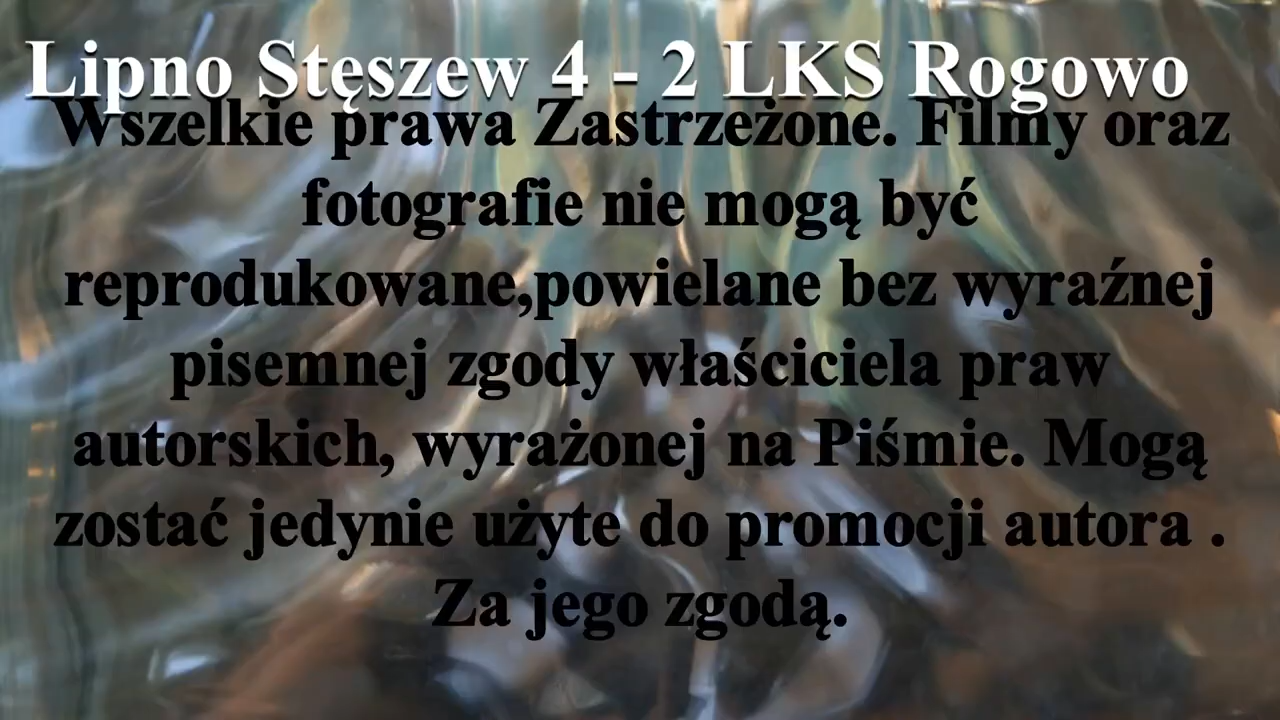 Lipno Stęszew 4 - 2 LKS Rogowo
Wszelkie prawa Zastrzeżone. Filmy oraz
fotografie nie mogą być
reprodukowane,powielane bez wyraźnej
pisemnej zgody właściciela praw
autorskich, wyrażonej na Piśmie. Mogą
zostać jedynie użyte do promocji autora .
Za jego zgodą.